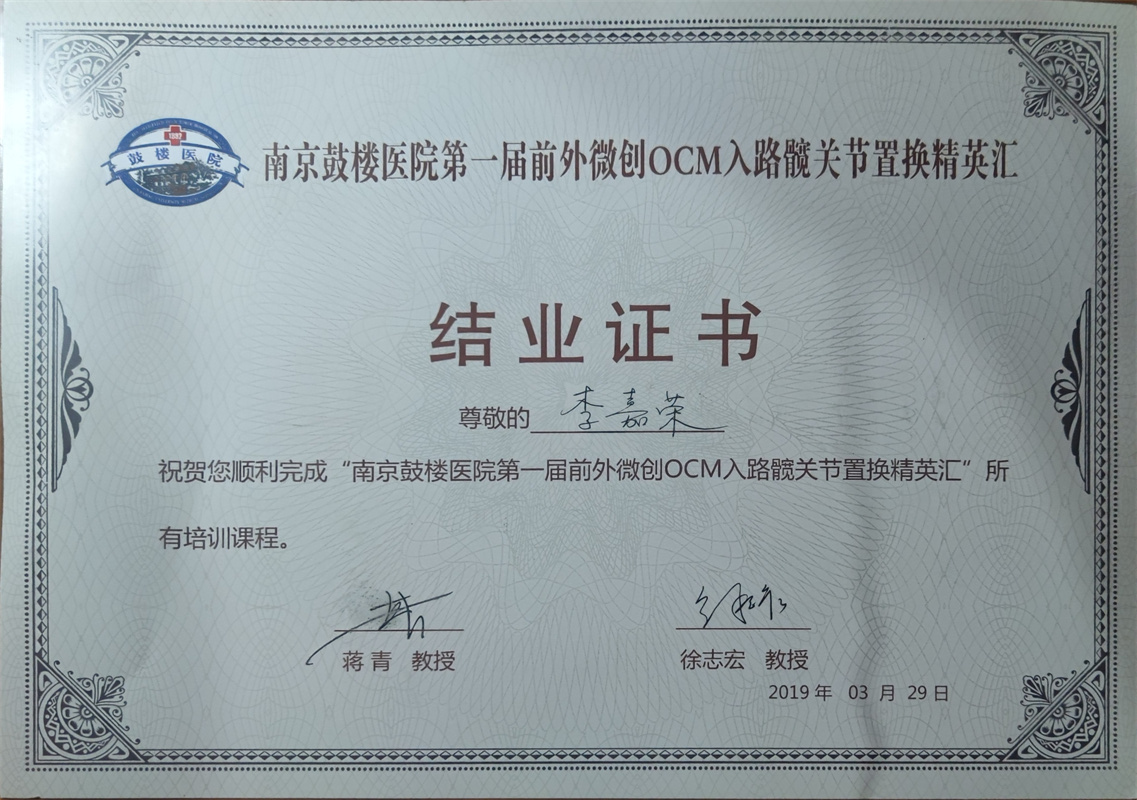 1892
鼓楼医院
南京鼓楼医院第一届前外微创OCM入路髋关节置换精英汇
结业证书
尊敬的 李嘉荣
祝贺您顺利完成“南京鼓楼医院第一届前外微创OCM入路髋关节置换精英汇”所
有培训课程。
蒋青 教授
徐志宏 教授
2019年 03月 29日